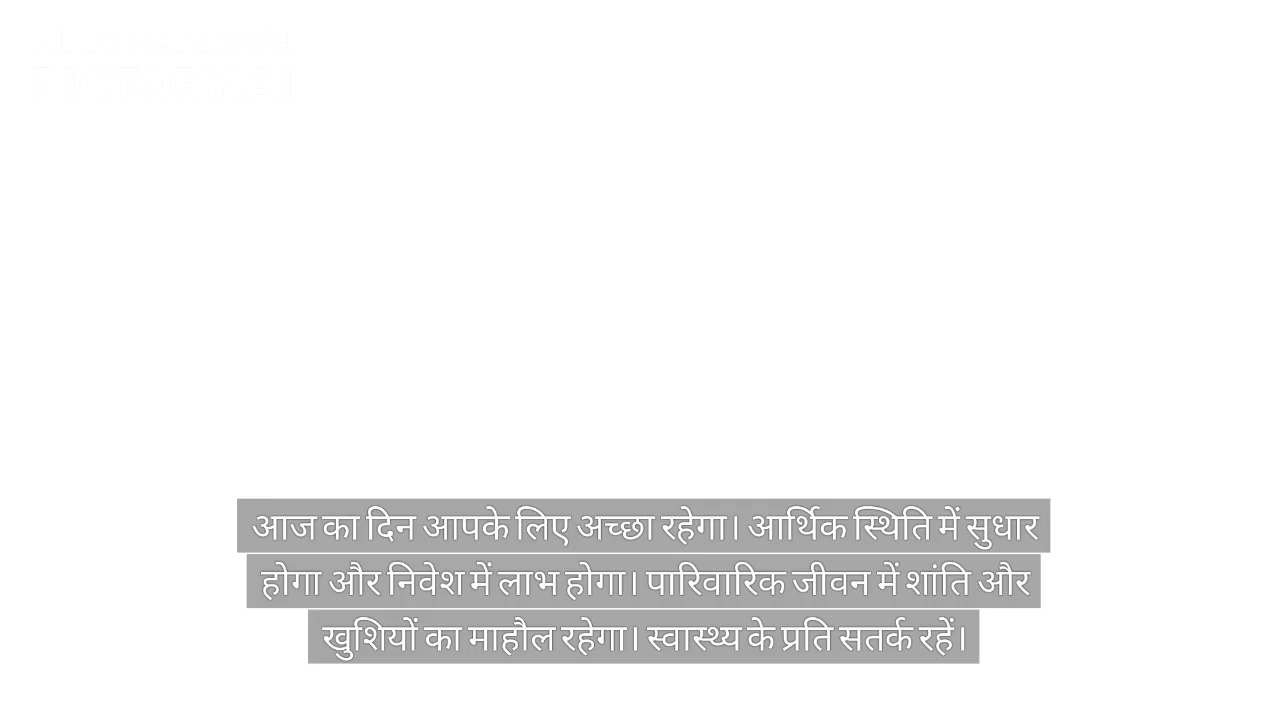 आज का दिन आपके लिए अच्छा रहेगा। आर्थिक स्थिति में सुधार
होगा और निवेश में लाभ होगा। पारिवारिक जीवन में शांति और
खुशियों का माहौल रहेगा। स्वास्थ्य के प्रति सतर्क रहें।